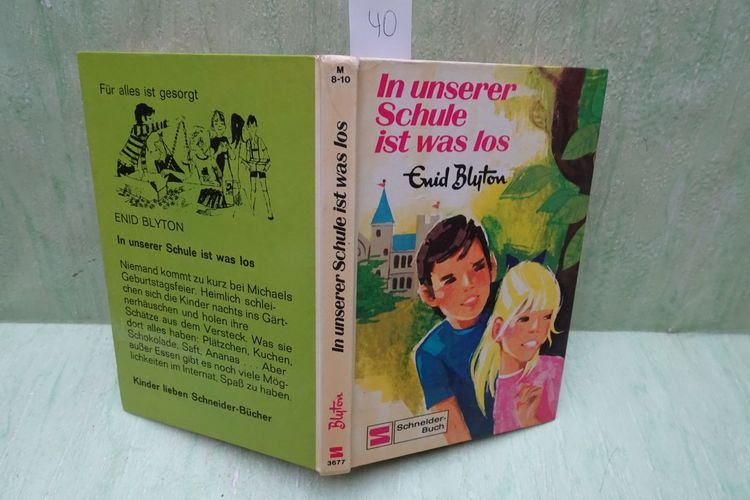 40
Für alles ist gesorgt
ENID BLYTON
In unserer Schule ist was los
Niemand kommt zu kurz bei Michaels
Geburtstagsfeier. Heimlich schlei-
chen sich die Kinder nachts ins Gärt-
nerhäuschen und holen ihre
Schätze aus dem Versteck. Was sie
dort alles haben: Plätzchen, Kuchen,
Schokolade, Saft, Ananas . . . Aber
außer Essen gibt es noch viele Mög-
lichkeiten im Internat, Spaß zu haben.
Kinder lieben Schneider-Bücher
M
8-10
In unserer Schule ist was los
Blyton
3677
In unserer
Schule
ist was los
Enid Blyton
Schneider-
Buch